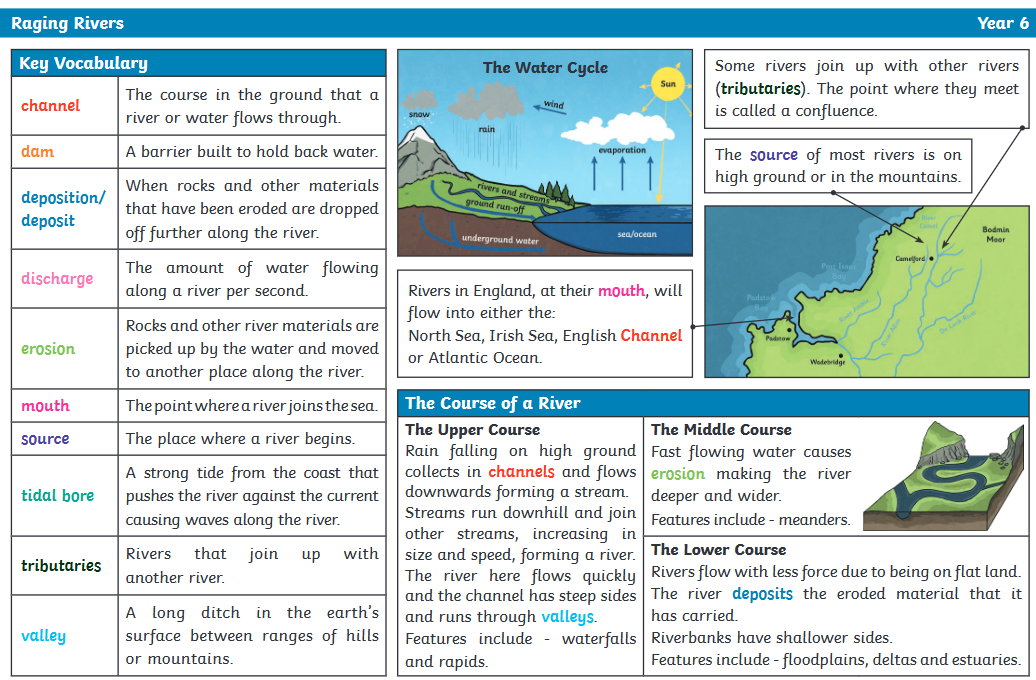 Raging Rivers
Year 6
Key Vocabulary
channel
The course in the ground that a
river or water flows through.
dam
A barrier built to hold back water.
deposition/
deposit
When rocks and other materials
that have been eroded are dropped
off further along the river.
discharge
The amount of water flowing
along a river per second.
erosion
Rocks and other river materials are
picked up by the water and moved
to another place along the river.
mouth
The point where a river joins the sea.
source
The place where a river begins.
tidal bore
A strong tide from the coast that
pushes the river against the current
causing waves along the river.
tributaries
Rivers that join up with
another river.
valley
A long ditch in the earth's
surface between ranges of hills
or mountains.
The Water Cycle
Sun
snow
wind
rain
evaporation
rivers and streams
ground run-off
underground water
sea/ocean
Some rivers join up with other rivers
(tributaries). The point where they meet
is called a confluence.
The source of most rivers is on
high ground or in the mountains.
Rivers in England, at their mouth, will
flow into either the:
North Sea, Irish Sea, English Channel
or Atlantic Ocean.
River
Camel
Bodmin
Moor
Camelford
Port Isaac
Bay
Padstow
Bay
River Allen
Padstow
Wadebridge
The Course of a River
The Upper Course
Rain falling on high ground
collects in channels and flows
downwards forming a stream.
Streams run downhill and join
other streams, increasing in
size and speed, forming a river.
The river here flows quickly
and the channel has steep sides
and runs through valleys.
Features include - waterfalls
and rapids.
The Middle Course
Fast flowing water causes
erosion making the river
deeper and wider.
Features include - meanders.
The Lower Course
Rivers flow with less force due to being on flat land.
The river deposits the eroded material that it
has carried.
Riverbanks have shallower sides.
Features include - floodplains, deltas and estuaries.